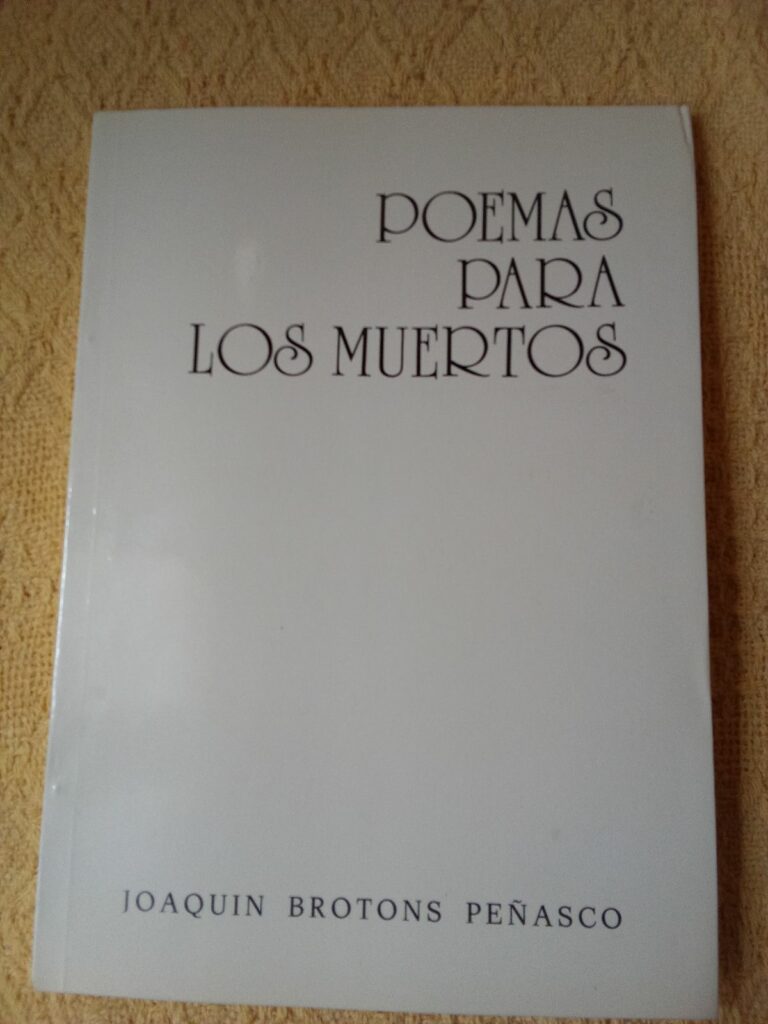 POEMAS
PARA
LOS MUERTOS
JOAQUIN BROTONS PEÑASCO